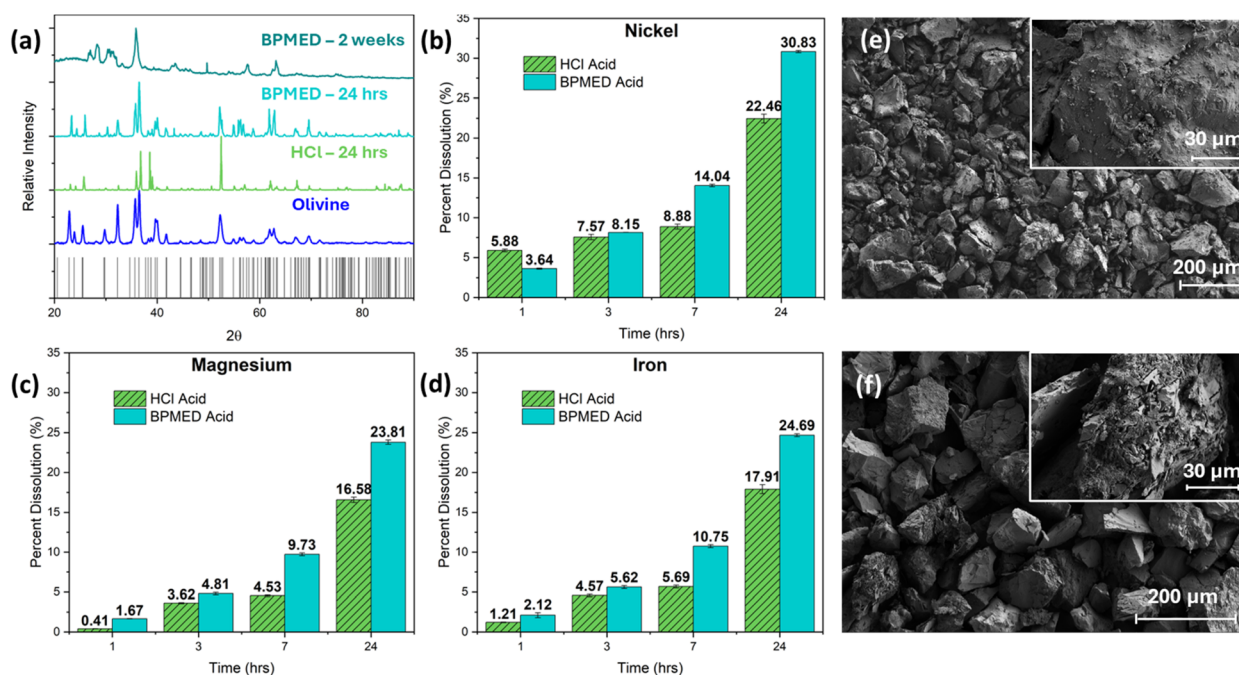 (a)
BPMED – 2 weeks
BPMED – 24 hrs
HCl – 24 hrs
Olivine
Relative Intensity
20 40 60 80
2θ
(b)
Nickel
HCl Acid
BPMED Acid
Percent Dissolution (%)
35
30
25
20
15
10
5
0
5.88
3.64
7.57
8.15
8.88
14.04
22.46
30.83
1 3 7 24
Time (hrs)
(e)
30 µm
200 µm
(c)
Magnesium
HCl Acid
BPMED Acid
Percent Dissolution (%)
35
30
25
20
15
10
5
0
0.41
1.67
3.62
4.81
4.53
9.73
16.58
23.81
1 3 7 24
Time (hrs)
(d)
Iron
HCl Acid
BPMED Acid
Percent Dissolution (%)
35
30
25
20
15
10
5
0
1.21
2.12
4.57
5.62
5.69
10.75
17.91
24.69
1 3 7 24
Time (hrs)
(f)
30 µm
200 µm